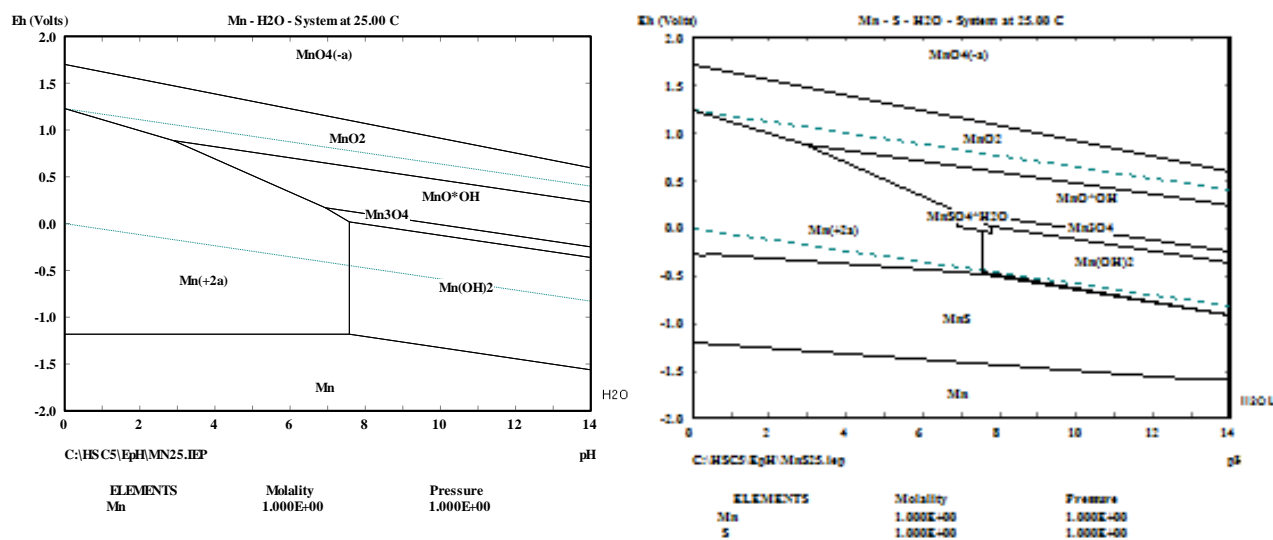 Eh (Volts) Mn - H2O - System at 25.00 C
2.0
1.5
1.0
0.5
0.0
-0.5
-1.0
-1.5
-2.0
MnO4(-a)
MnO2
MnO*OH
Mn3O4
Mn(+2a)
Mn(OH)2
Mn
H2O
0 2 4 6 8 10 12 14
C:\HSC5\EpH\MN25.IEP pH
ELEMENTS Molality Pressure
Mn 1.000E+00 1.000E+00
Eh (Volts) Mn - S - H2O - System at 25.00 C
2.0
1.5
1.0
0.5
0.0
-0.5
-1.0
-1.5
-2.0
MnO4(-a)
MnO2
MnO*OH
MnSO4*H2O
MnSO4
Mn(+2a)
Mn(OH)2
MnS
Mn
0 2 4 6 8 10 12 14
C:\HSC5\EpH\MnS25.Iep pH
ELEMENTS Molality Pressure
Mn 1.000E+00 1.000E+00
S 1.000E+00 1.000E+00